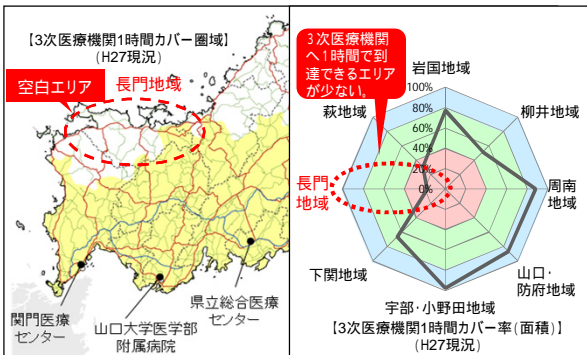 【3次医療機関1時間カバー圏域】
(H27現況)
空白エリア
長門地域
関門医療
センター
山口大学医学部
附属病院
県立総合医療
センター
3次医療機関
へ1時間で到
達できるエリア
が少ない。
岩国地域
100%
80%
60%
40%
20%
0%
萩地域
柳井地域
長門
地域
周南
地域
下関地域
山口・
防府地域
宇部・小野田地域
【3次医療機関1時間カバー率(面積)】
(H27現況)